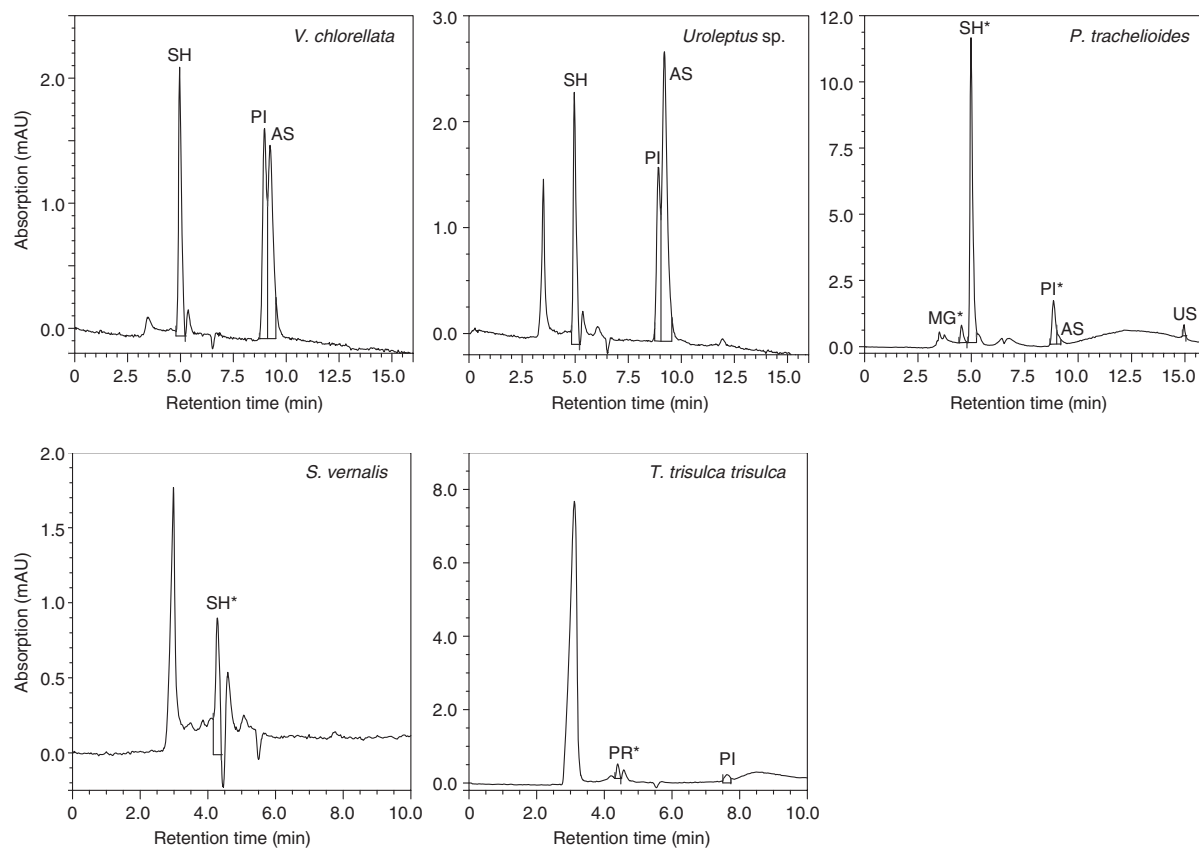 V. chlorellata
SH
PI
AS
2.0
1.0
0.0
Absorption (mAU)
0 2.5 5.0 7.5 10.0 12.5 15.0
Retention time (min)
Uroleptus sp.
SH
AS
PI
3.0
2.0
1.0
0.0
0 2.5 5.0 7.5 10.0 12.5 15.0
Retention time (min)
P. trachelioides
SH*
MG*
PI*
AS
US
12.0
10.0
7.5
5.0
2.5
0.0
0 2.5 5.0 7.5 10.0 12.5 15.0
Retention time (min)
S. vernalis
SH*
2.0
1.5
1.0
0.5
0.0
Absorption (mAU)
0 2.0 4.0 6.0 8.0 10.0
Retention time (min)
T. trisulca trisulca
PR*
PI
8.0
6.0
4.0
2.0
0.0
0 2.0 4.0 6.0 8.0 10.0
Retention time (min)